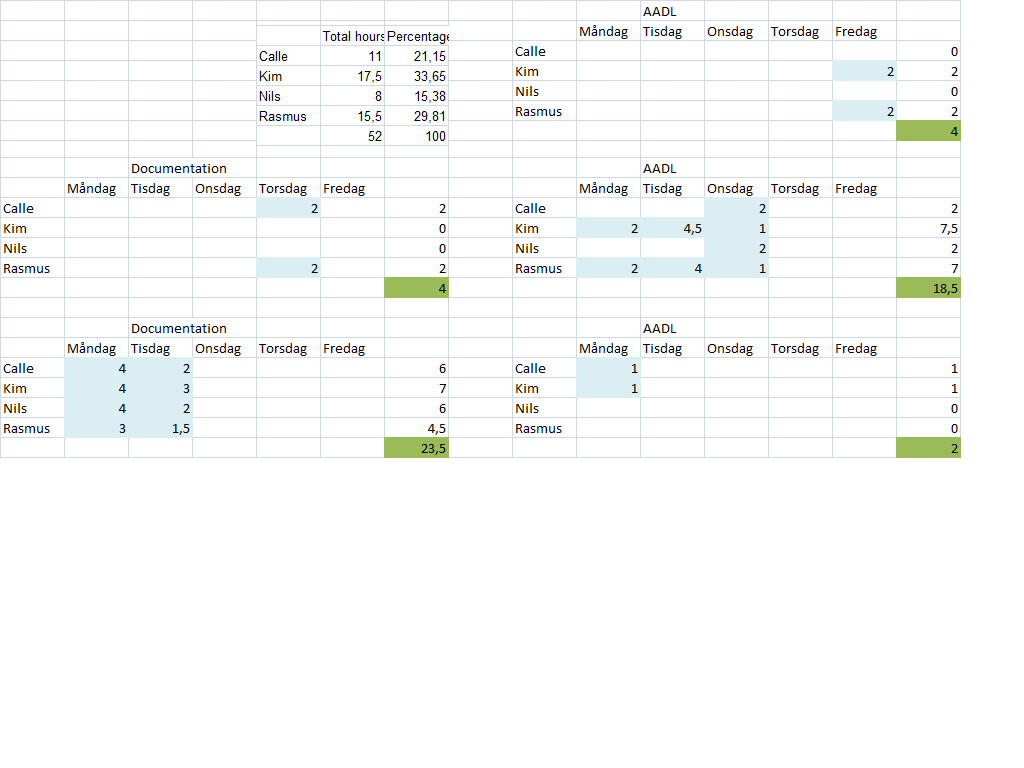 AADL
Måndag Tisdag Onsdag Torsdag Fredag
Total hours Percentage
Calle 0
Calle 11 21,15
Kim 2 2
Kim 17,5 33,65
Nils 0
Nils 8 15,38
Rasmus 2 2
Rasmus 15,5 29,81
4
52 100
Documentation
Måndag Tisdag Onsdag Torsdag Fredag
Calle 2 2
Kim 0
Nils 0
Rasmus 2 2
4
AADL
Måndag Tisdag Onsdag Torsdag Fredag
Calle 2 2
Kim 2 4,5 1 7,5
Nils 2 2
Rasmus 2 4 1 7
18,5
Documentation
Måndag Tisdag Onsdag Torsdag Fredag
Calle 4 2 6
Kim 4 3 7
Nils 4 2 6
Rasmus 3 1,5 4,5
23,5
AADL
Måndag Tisdag Onsdag Torsdag Fredag
Calle 1 1
Kim 1 1
Nils 0
Rasmus 0
2